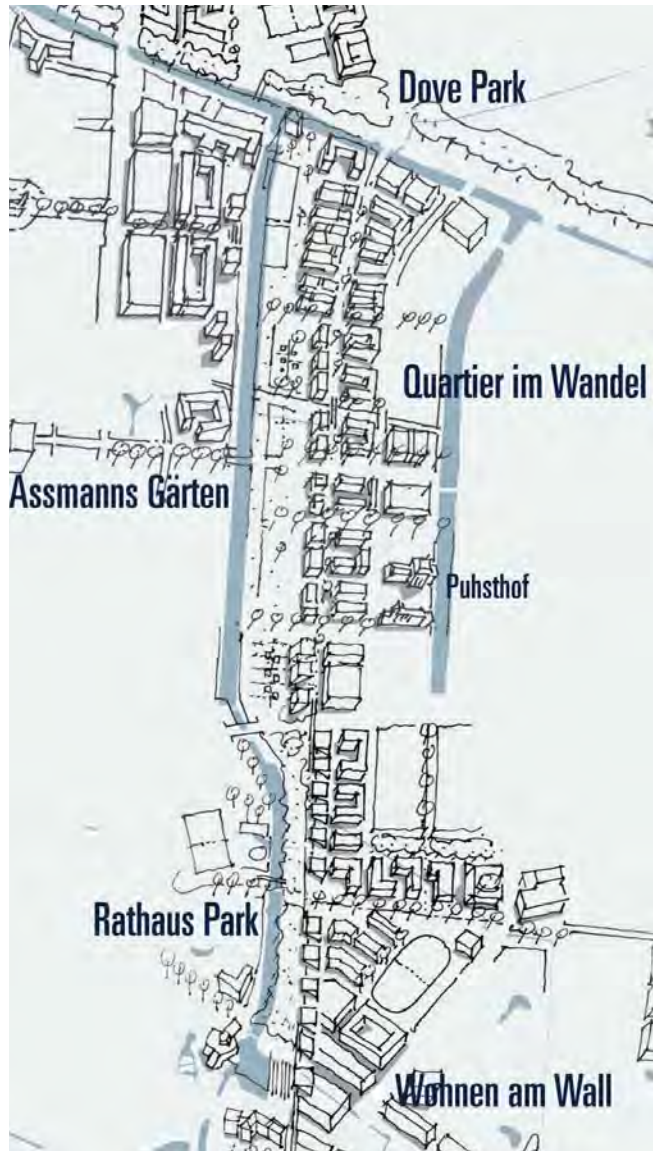 Dove Park
Quartier im Wandel
Assmanns Gärten
Puhsthof
Rathaus Park
Wohnen am Wall